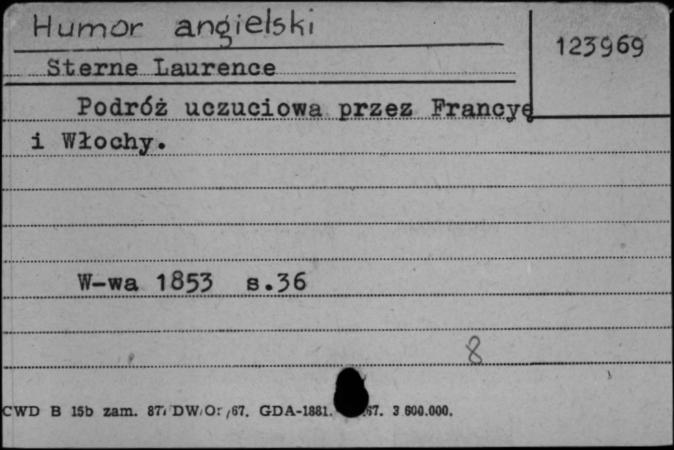 Humor angielski
123969
Sterne Laurence
Podróż uczuciowa przez Francyę
i Włochy.
W-wa 1853 s.36
8
CWD B 15b zam. 87/ DW/Or/67. GDA-1881. 67. 3 600.000.